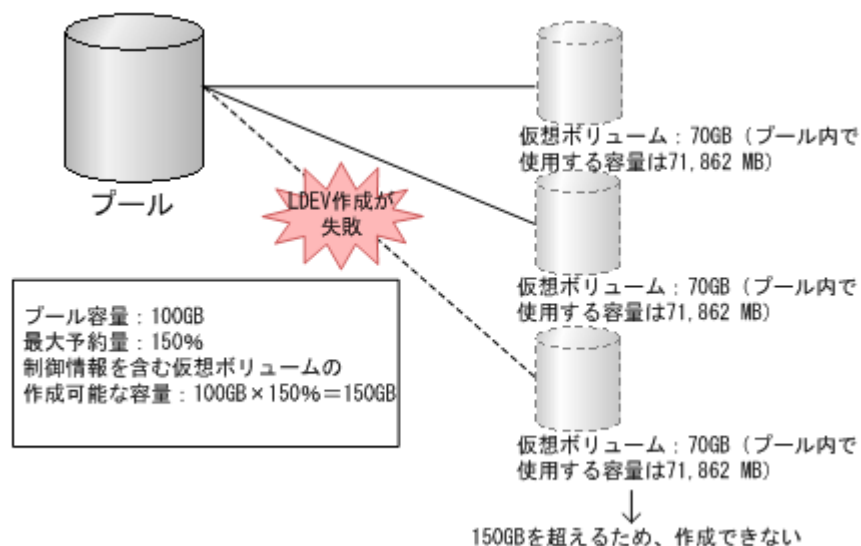 プール
LDEV作成が
失敗
プール容量：100GB
最大予約量：150%
制御情報を含む仮想ボリュームの
作成可能な容量：100GB×150%＝150GB
仮想ボリューム：70GB（プール内で
使用する容量は71,862 MB）
仮想ボリューム：70GB（プール内で
使用する容量は71,862 MB）
仮想ボリューム：70GB（プール内で
使用する容量は71,862 MB）
150GBを超えるため、作成できない